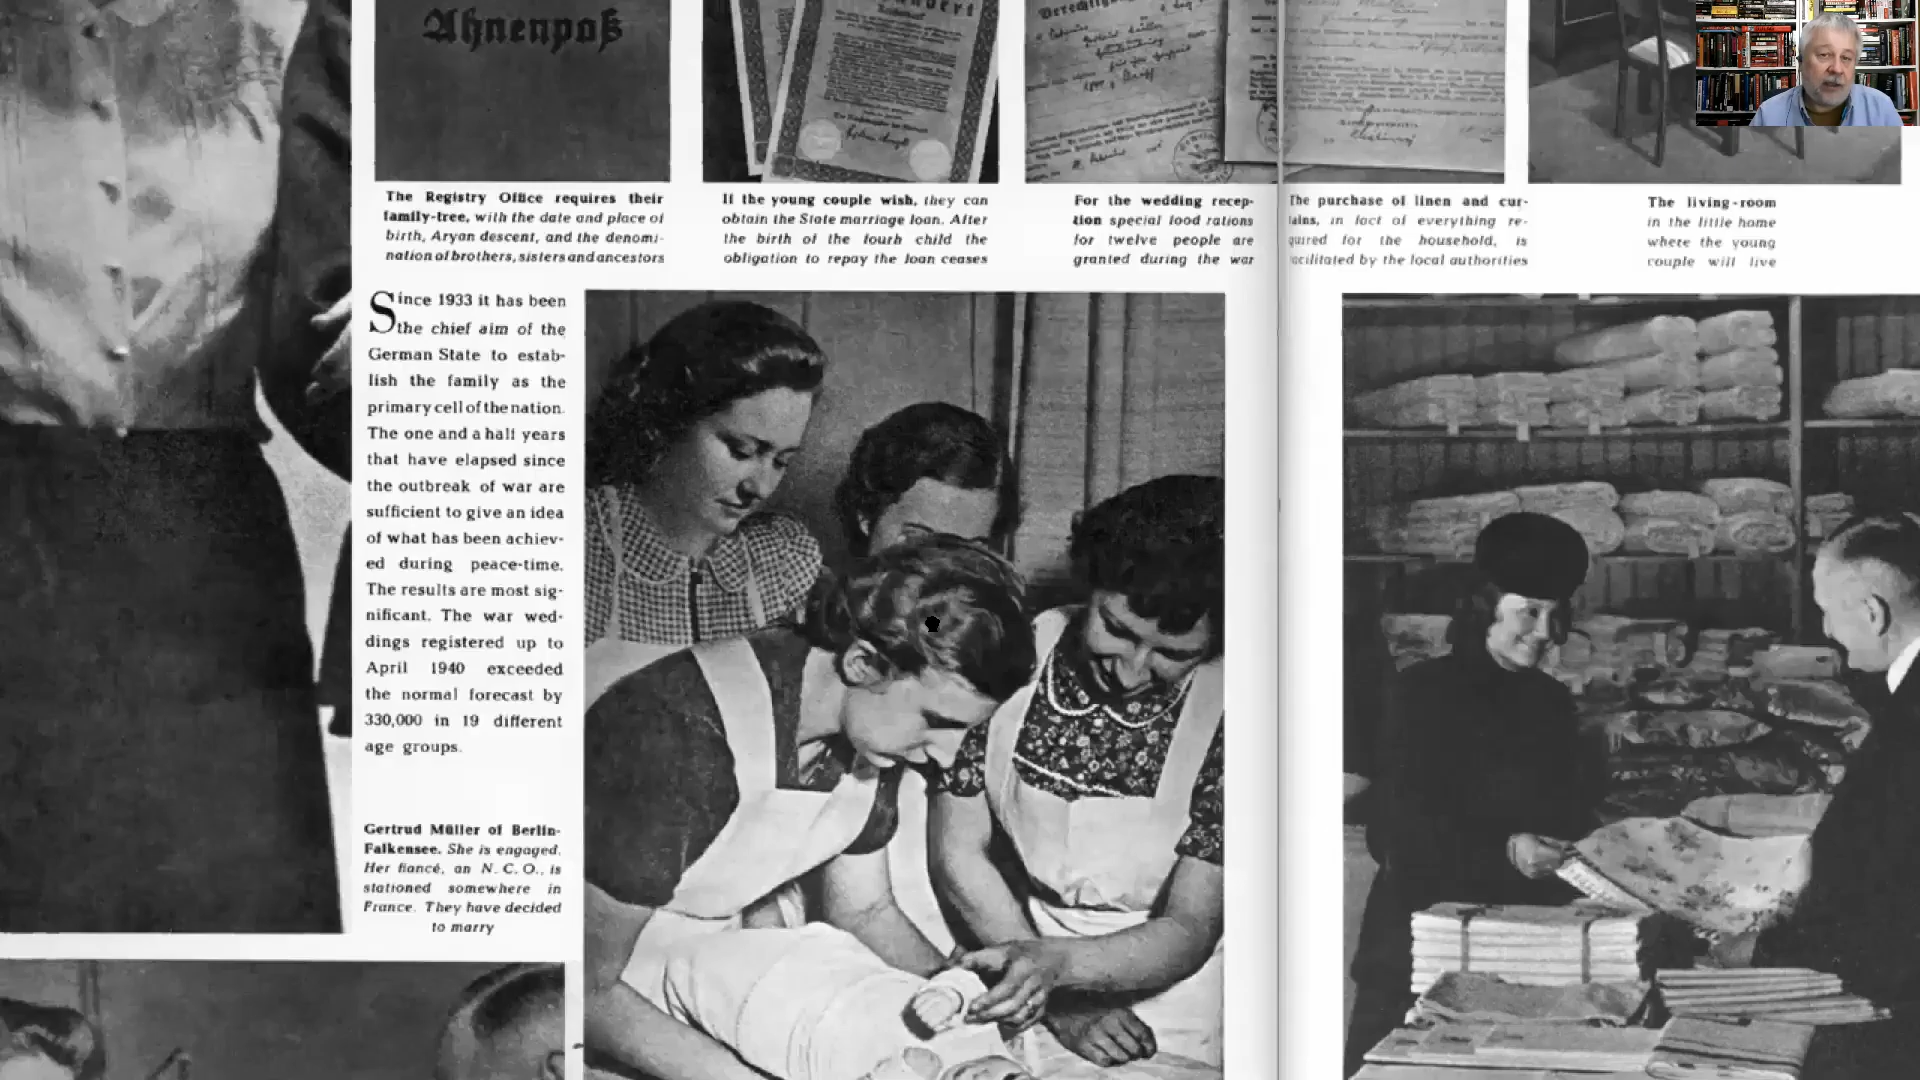 Ahnenpaß
The Registry Office requires their
family-tree, with the date and place of
birth, Aryan descent, and the denomi-
nation of brothers, sisters and ancestors
If the young couple wish, they can
obtain the State marriage loan. After
the birth of the fourth child the
obligation to repay the loan ceases
For the wedding recep-
tion special food rations
for twelve people are
granted during the war
The purchase of linen and cur-
tains, in fact of everything re-
quired for the household, is
facilitated by the local authorities
The living-room
in the little home
where the young
couple will live
Since 1933 it has been
the chief aim of the
German State to estab-
lish the family as the
primary cell of the nation.
The one and a half years
that have elapsed since
the outbreak of war are
sufficient to give an idea
of what has been achiev-
ed during peace-time.
The results are most sig-
nificant. The war wed-
dings registered up to
April 1940 exceeded
the normal forecast by
330,000 in 19 different
age groups.
Gertrud Müller of Berlin-
Falkensee. She is engaged.
Her fiancé, an N. C. O., is
stationed somewhere in
France. They have decided
to marry